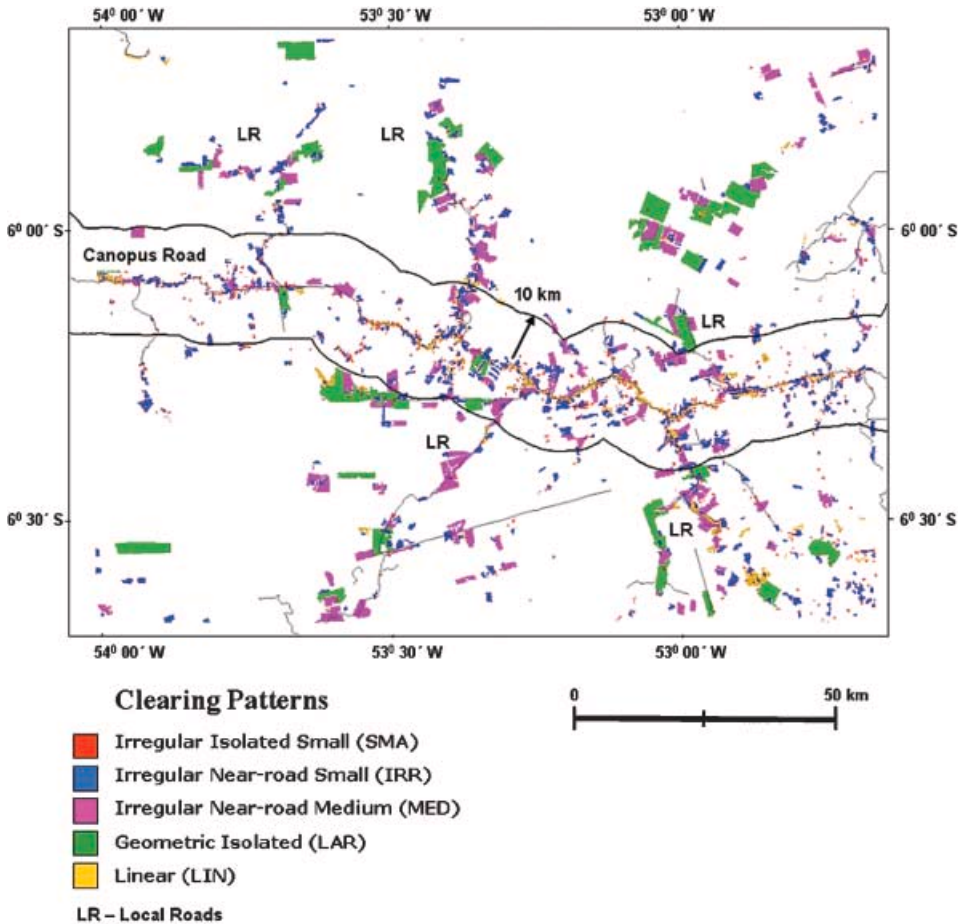 54⁰ 00´ W
53⁰ 30´ W
53⁰ 00´ W
LR
LR
6⁰ 00´ S
6⁰ 00´ S
Canopus Road
10 km
LR
LR
6⁰ 30´ S
6⁰ 30´ S
LR
54⁰ 00´ W
53⁰ 30´ W
53⁰ 00´ W
Clearing Patterns
0
50 km
Irregular Isolated Small (SMA)
Irregular Near-road Small (IRR)
Irregular Near-road Medium (MED)
Geometric Isolated (LAR)
Linear (LIN)
LR – Local Roads